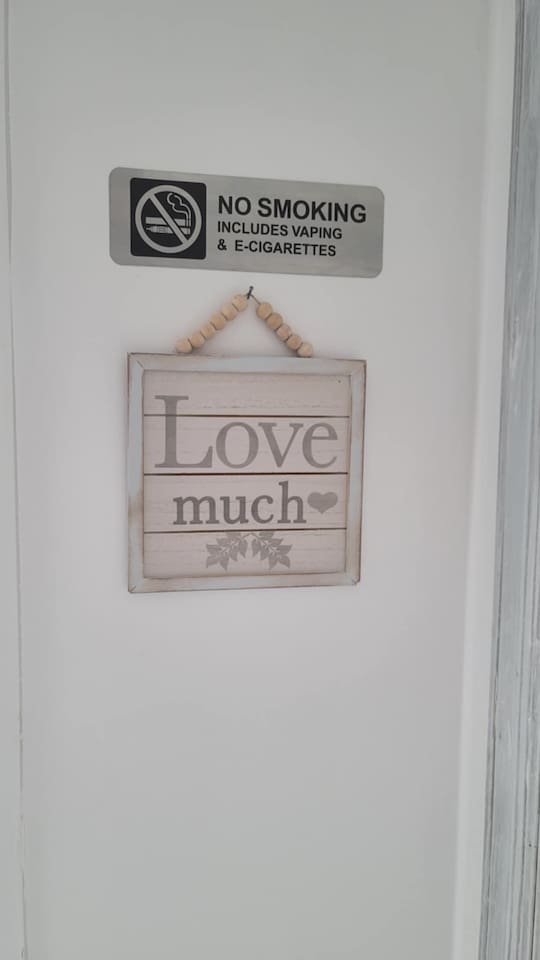 NO SMOKING
INCLUDES VAPING
& E-CIGARETTES
Love
much